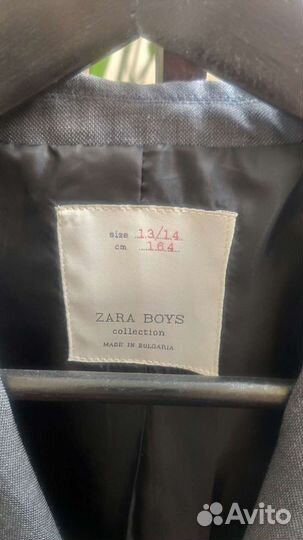 size 13/14
cm 164
ZARA BOYS
collection
MADE IN BULGARIA
Avito